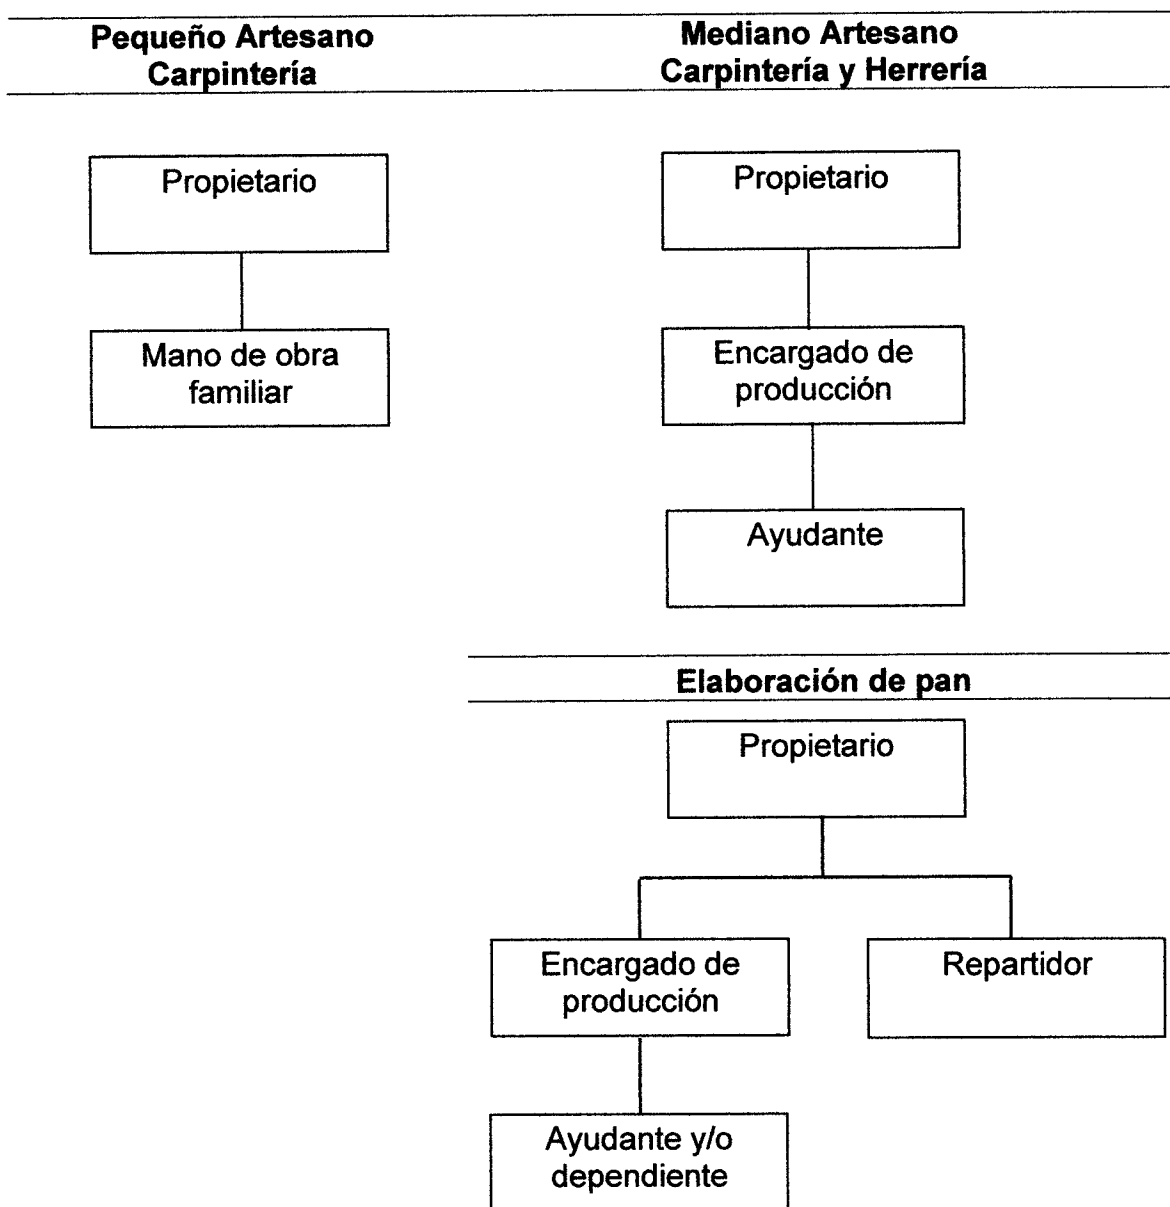 Pequeño Artesano
Carpintería
Mediano Artesano
Carpintería y Herrería
Propietario
Mano de obra
familiar
Propietario
Encargado de
producción
Ayudante
Elaboración de pan
Propietario
Encargado de
producción
Repartidor
Ayudante y/o
dependiente